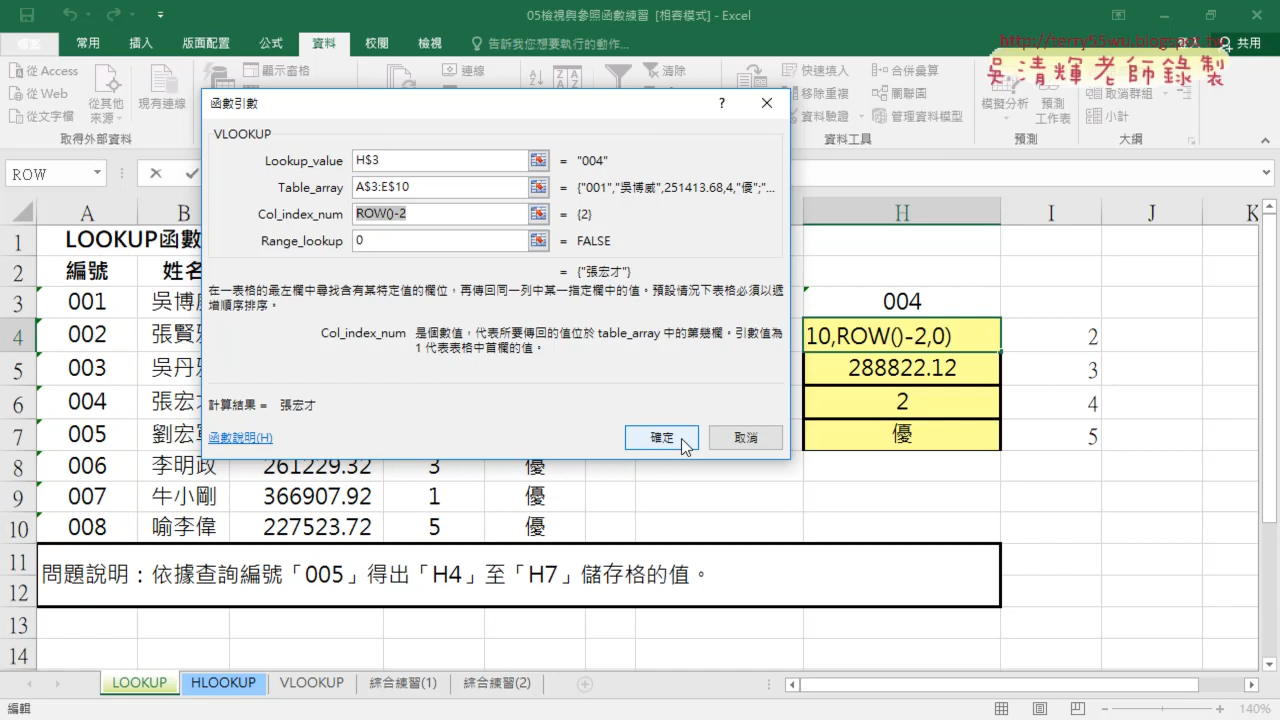 05檢視與參照函數練習 [相容模式] - Excel
http://terry55wu.blogspot.tw
吳清輝老師錄製
常用 插入 版面配置 公式 資料 校閱 檢視 告訴我您想要執行的動作... 共用
從 Access
從 Web
從文字檔
從其他來源
現有連線
取得外部資料
顯示窗格
連線
清除
快速填入
移除重複
資料驗證
合併彙算
關聯圖
管理資料模型
資料工具
模擬分析
預測工作表
預測
取消群組
小計
大綱
ROW
函數引數
VLOOKUP
Lookup_value H$3 = "004"
Table_array A$3:E$10 = {"001","吳博威",251413.68,4,"優";"...
Col_index_num ROW()-2 = {2}
Range_lookup 0 = FALSE
= {"張宏才"}
在一表格的最左欄中尋找含有某特定值的欄位，再傳回同一列中某一指定欄中的值。預設情況下表格必須以遞
增順序排序。
Col_index_num 是個數值，代表所要傳回的值位於 table_array 中的第幾欄。引數值為
1 代表表格中首欄的值。
計算結果 = 張宏才
函數說明(H)
確定 取消
A B H I J K
1 LOOKUP函數
2 編號 姓名
3 001 吳博 004
4 002 張賢 10,ROW()-2,0) 2
5 003 吳丹 288822.12 3
6 004 張宏 2 4
7 005 劉宏 優 5
8 006 李明政 261229.32 3 優
9 007 牛小剛 366907.92 1 優
10 008 喻李偉 227523.72 5 優
11
問題說明：依據查詢編號「005」得出「H4」至「H7」儲存格的值。
12
13
14
LOOKUP HLOOKUP VLOOKUP 綜合練習(1) 綜合練習(2)
編輯 140%